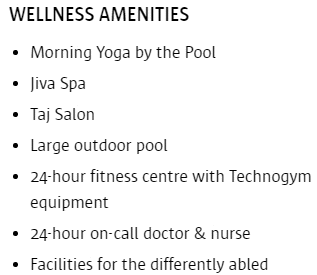 WELLNESS AMENITIES
• Morning Yoga by the Pool
• Jiva Spa
• Taj Salon
• Large outdoor pool
• 24-hour fitness centre with Technogym
equipment
• 24-hour on-call doctor & nurse
• Facilities for the differently abled